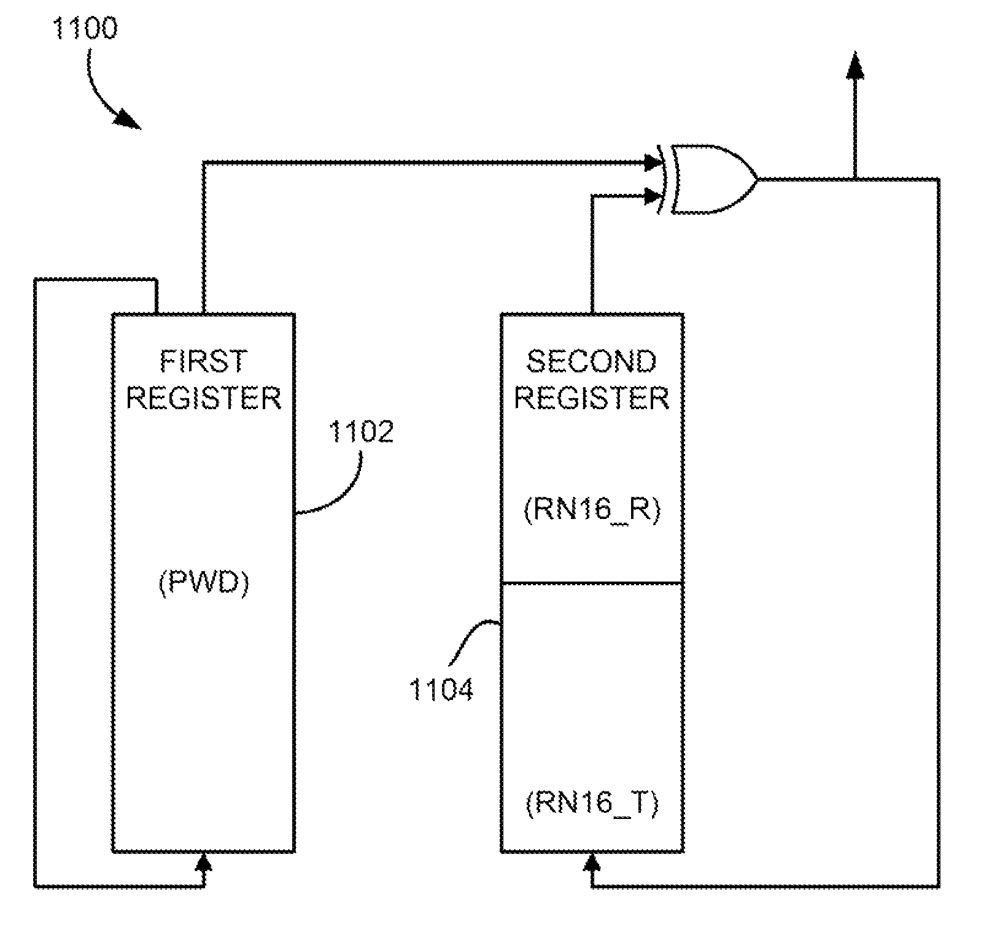 1100
FIRST
REGISTER
1102
(PWD)
SECOND
REGISTER
(RN16_R)
1104
(RN16_T)